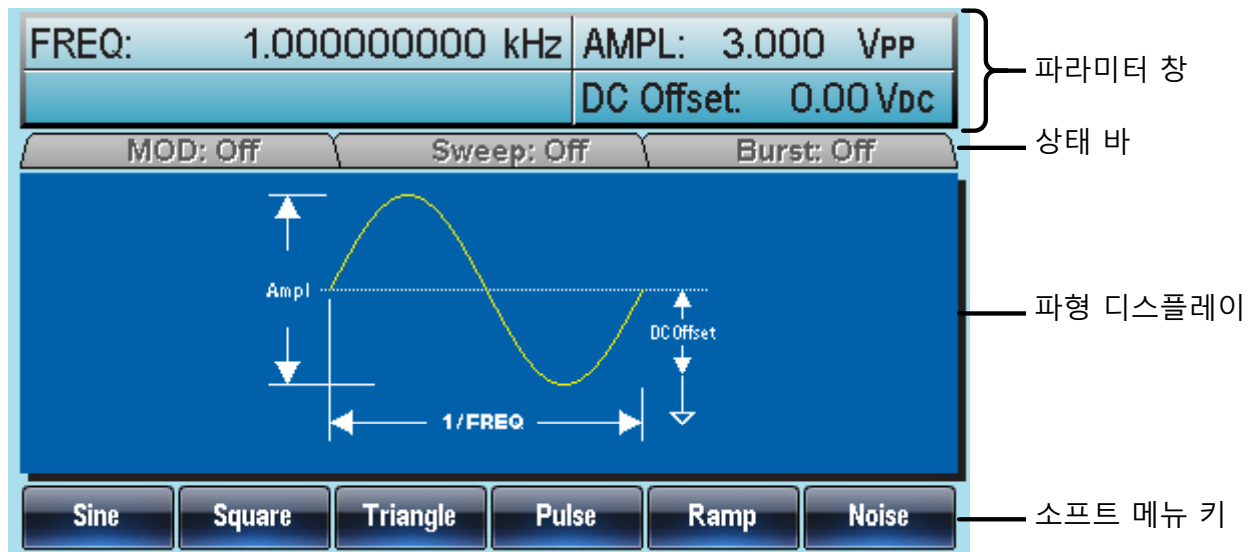 FREQ: 1.000000000 kHz AMPL: 3.000 VPP
DC Offset: 0.00 VDC
파라미터 창
MOD: Off Sweep: Off Burst: Off
상태 바
Ampl
DC Offset
1/FREQ
파형 디스플레이
Sine Square Triangle Pulse Ramp Noise
소프트 메뉴 키